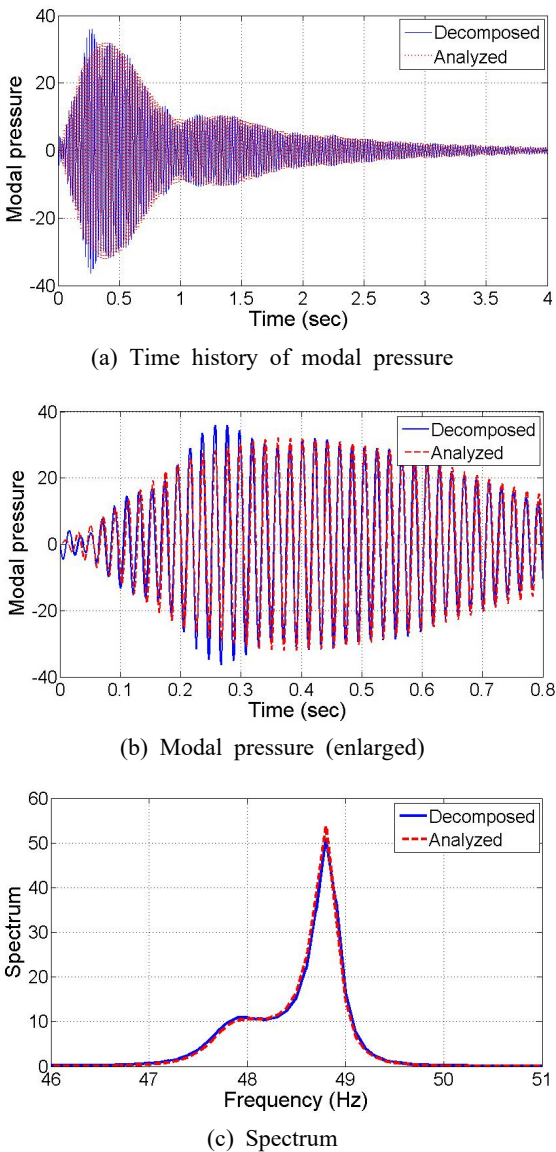 40
20
0
-20
-40
Modal pressure
Decomposed
Analyzed
0 0.5 1 1.5 2 2.5 3 3.5 4
Time (sec)
(a) Time history of modal pressure
40
20
0
-20
-40
Modal pressure
Decomposed
Analyzed
0 0.1 0.2 0.3 0.4 0.5 0.6 0.7 0.8
Time (sec)
(b) Modal pressure (enlarged)
60
50
40
30
20
10
0
Spectrum
Decomposed
Analyzed
46 47 48 49 50 51
Frequency (Hz)
(c) Spectrum